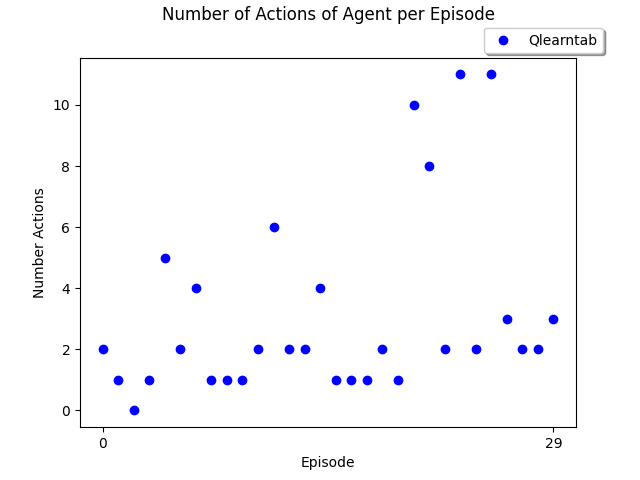 Number of Actions of Agent per Episode
Qlearntab
10
8
6
4
2
0
Number Actions
0 29
Episode